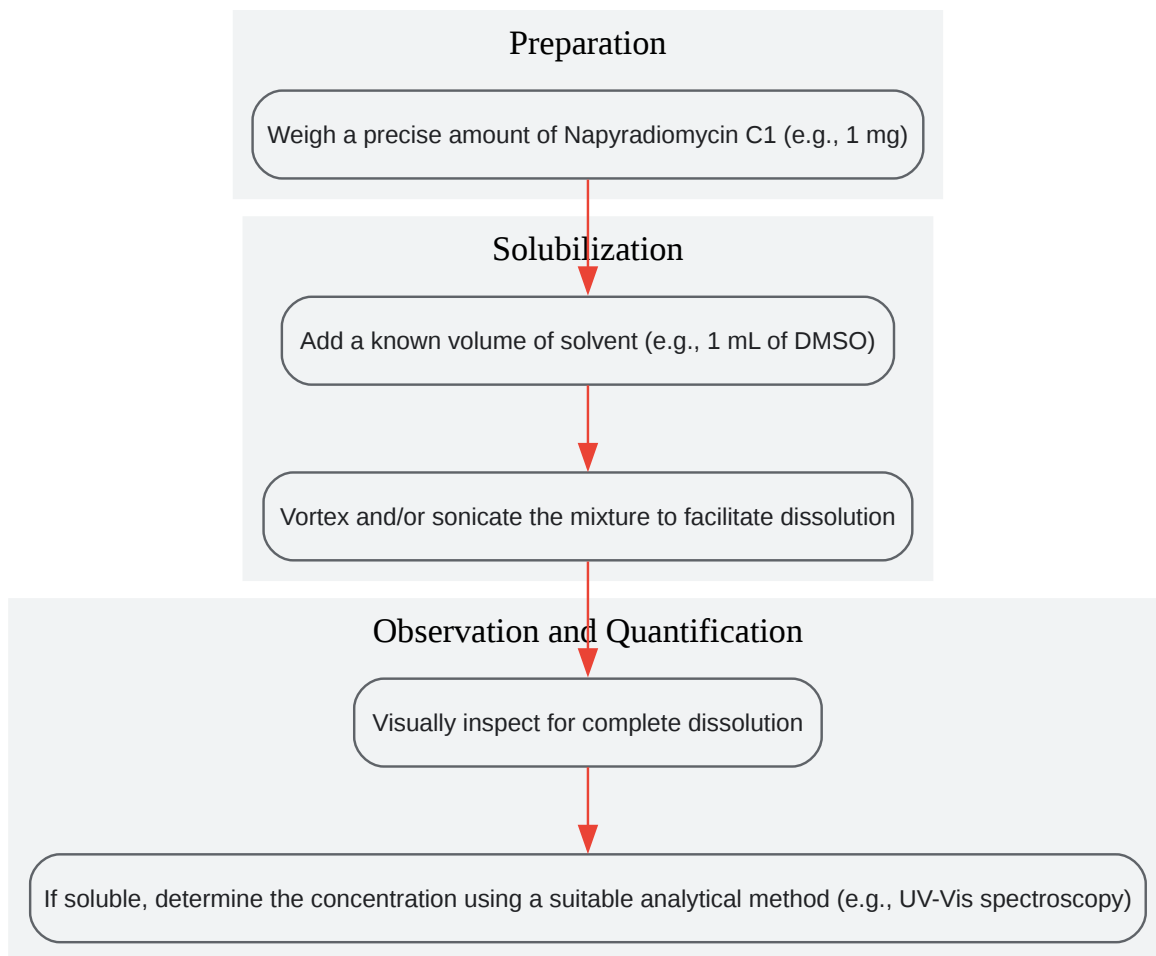 Preparation
Weigh a precise amount of Napyradiomycin C1 (e.g., 1 mg)
Solubilization
Add a known volume of solvent (e.g., 1 mL of DMSO)
Vortex and/or sonicate the mixture to facilitate dissolution
Observation and Quantification
Visually inspect for complete dissolution
If soluble, determine the concentration using a suitable analytical method (e.g., UV-Vis spectroscopy)